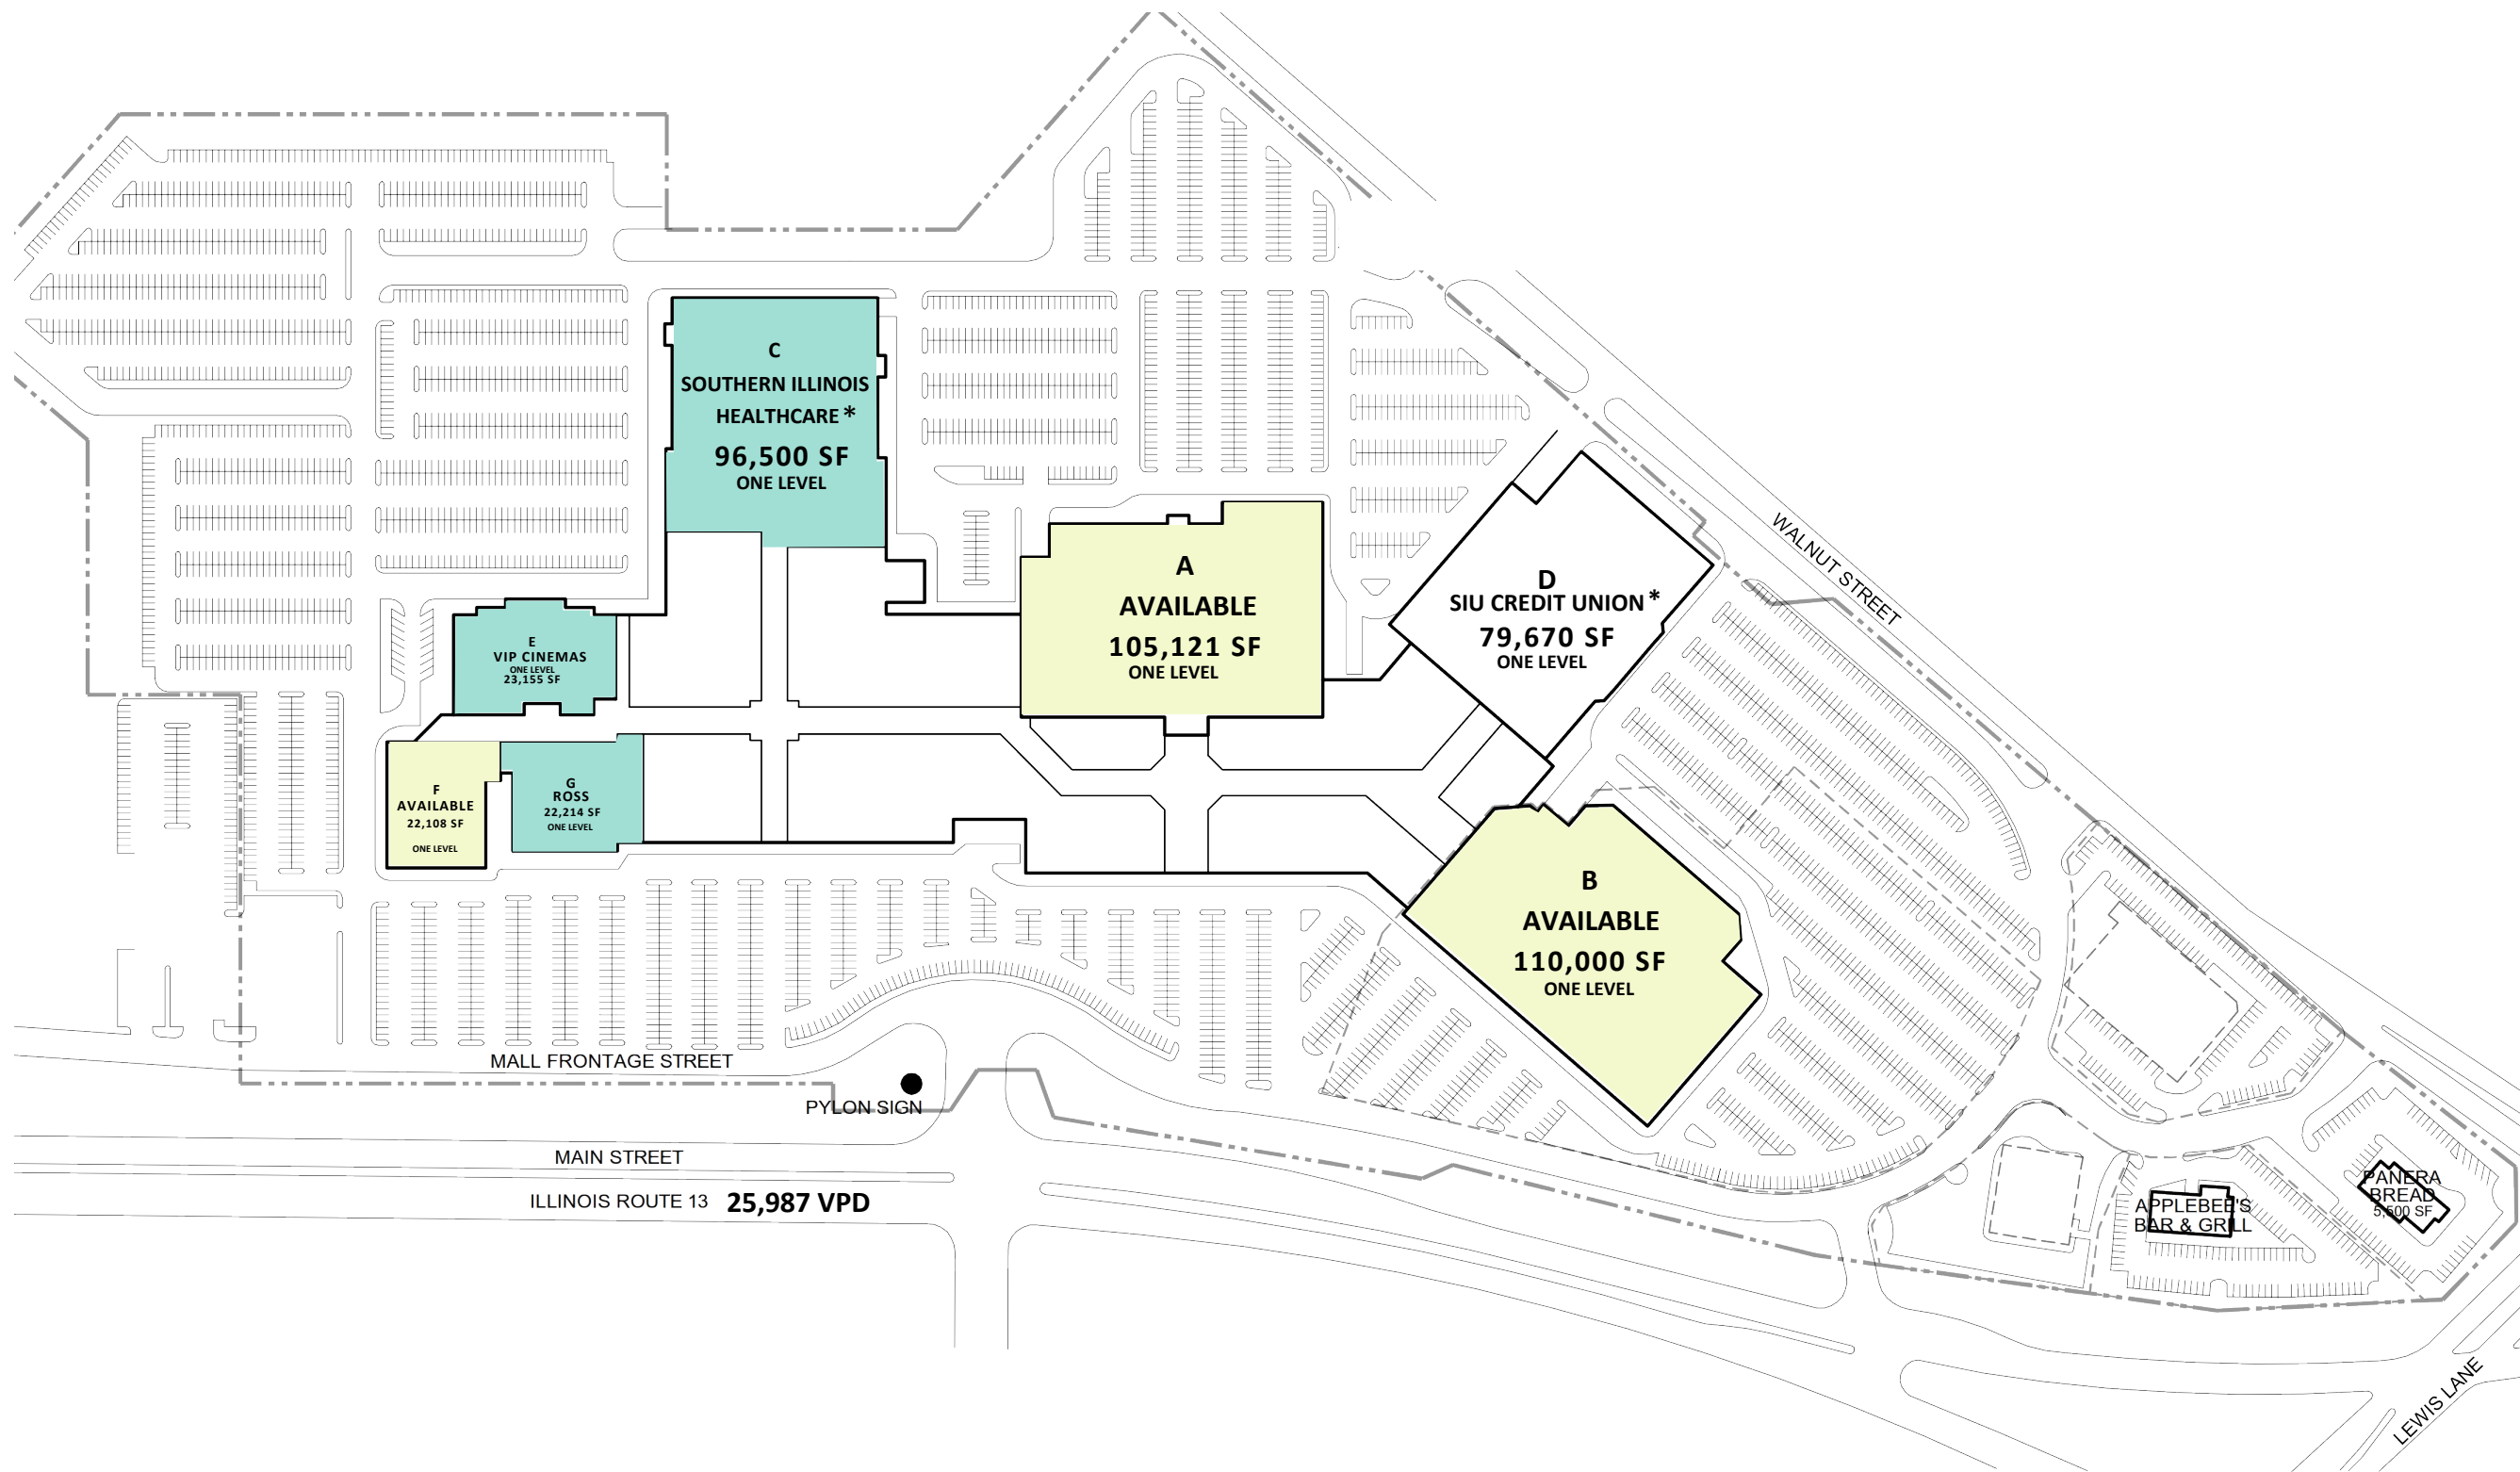 C
SOUTHERN ILLINOIS
HEALTHCARE*
96,500 SF
ONE LEVEL
A
AVAILABLE
105,121 SF
ONE LEVEL
D
SIU CREDIT UNION*
79,670 SF
ONE LEVEL
WALNUT STREET
E
VIP CINEMAS
ONE LEVEL
23,155 SF
F
AVAILABLE
22,108 SF
ONE LEVEL
G
ROSS
22,214 SF
ONE LEVEL
B
AVAILABLE
110,000 SF
ONE LEVEL
MALL FRONTAGE STREET
PYLON SIGN
MAIN STREET
ILLINOIS ROUTE 13 25,987 VPD
APPLEBEE'S
BAR & GRILL
PANERA
BREAD
5,500 SF
LEWIS LANE